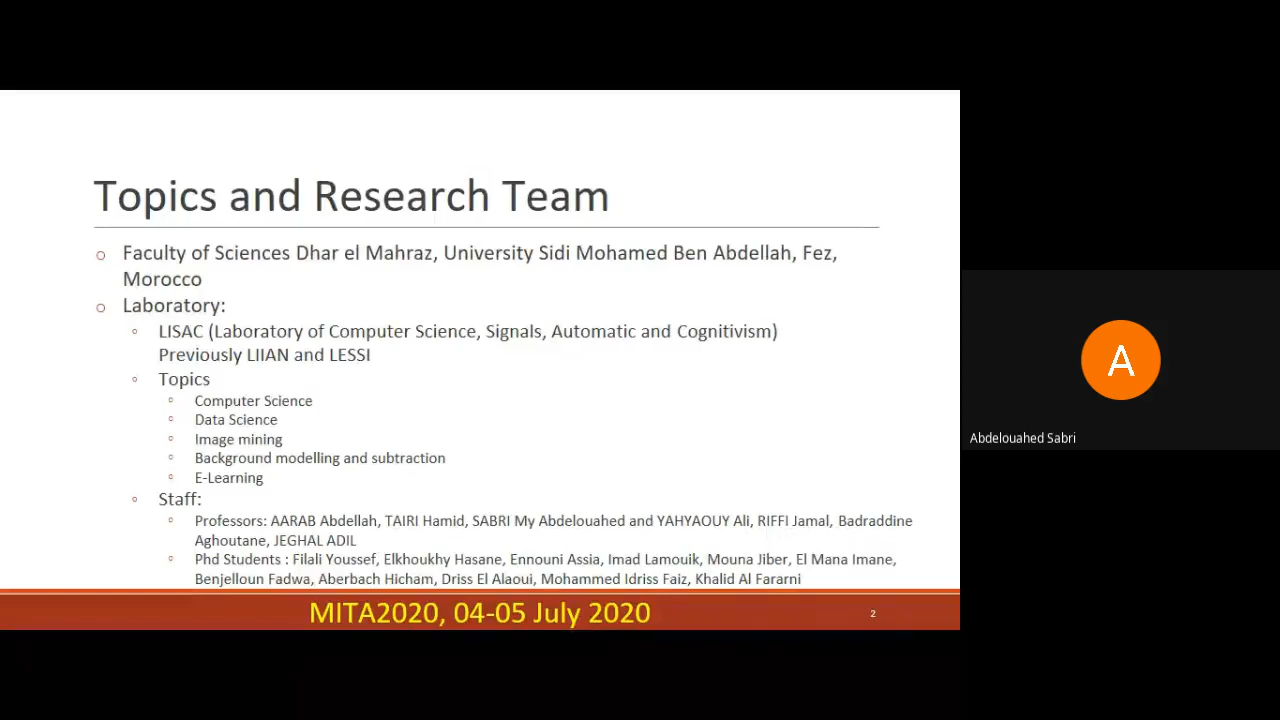 Topics and Research Team
Faculty of Sciences Dhar el Mahraz, University Sidi Mohamed Ben Abdellah, Fez,
Morocco
Laboratory:
LISAC (Laboratory of Computer Science, Signals, Automatic and Cognitivism)
Previously LIIAN and LESSI
Topics
Computer Science
Data Science
Image mining
Background modelling and subtraction
E-Learning
Staff:
Professors: AARAB Abdellah, TAIRI Hamid, SABRI My Abdelouahed and YAHYAOUY Ali, RIFFI Jamal, Badraddine
Aghoutane, JEGHAL ADIL
Phd Students : Filali Youssef, Elkhoukhy Hasane, Ennouni Assia, Imad Lamouik, Mouna Jiber, El Mana Imane,
Benjelloun Fadwa, Aberbach Hicham, Driss El Alaoui, Mohammed Idriss Faiz, Khalid Al Fararni
MITA2020, 04-05 July 2020
2
A
Abdelouahed Sabri